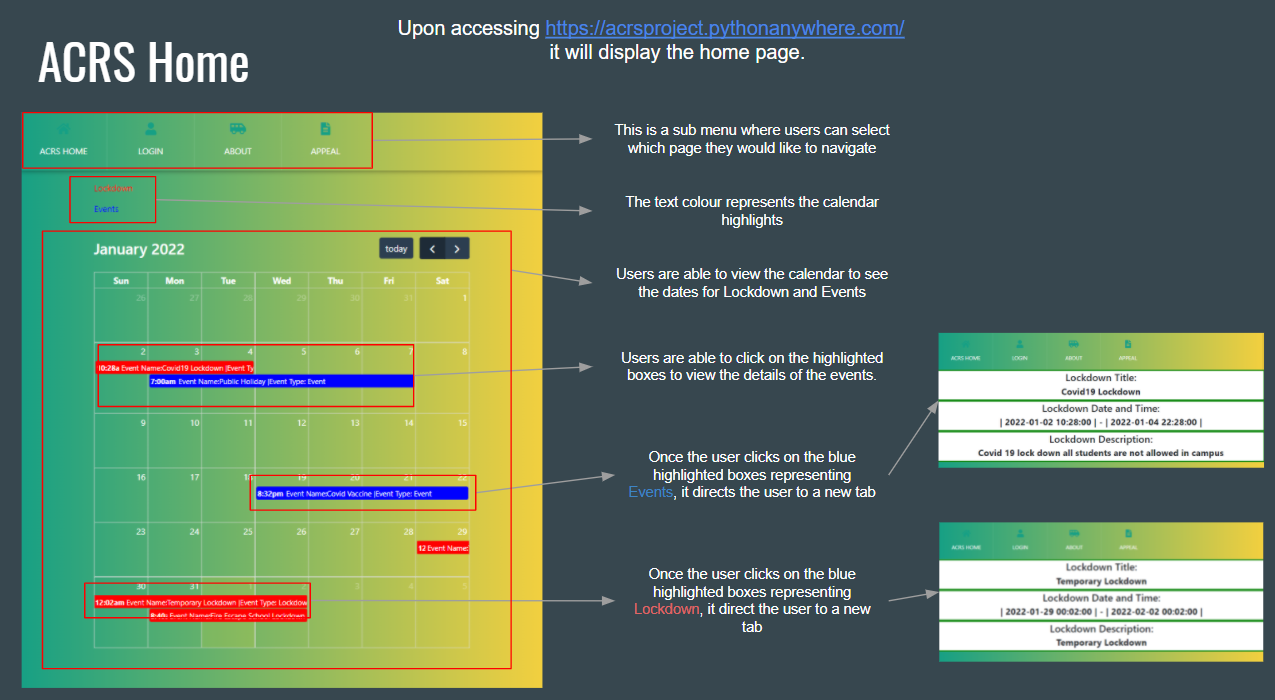 Upon accessing https://acrsproject.pythonanywhere.com/
it will display the home page.
ACRS Home
ACRS HOME LOGIN ABOUT APPEAL
This is a sub menu where users can select
which page they would like to navigate
Lockdown
Events
The text colour represents the calendar
highlights
January 2022 today
Sun Mon Tue Wed Thu Fri Sat
26 27 28 29 30 31 1
Users are able to view the calendar to see
the dates for Lockdown and Events
2 3 4 5 6 7 8
10:28a Event Name:Covid19 Lockdown |Event Ty
7:00am Event Name:Public Holiday |Event Type: Event
Users are able to click on the highlighted
boxes to view the details of the events.
9 10 11 12 13 14 15
16 17 18 19 20 21 22
8:32pm Event Name:Covid Vaccine |Event Type: Event
Once the user clicks on the blue
highlighted boxes representing
Events, it directs the user to a new tab
23 24 25 26 27 28 29
12 Event Name:
30 31 1 2 3 4 5
12:02am Event Name:Temporary Lockdown |Event Type: Lockdow
8:40 Event Name:Fire Escape School Lockdown
Once the user clicks on the blue
highlighted boxes representing
Lockdown, it direct the user to a new
tab
ACRS HOME LOGIN ABOUT APPEAL
Lockdown Title:
Covid19 Lockdown
Lockdown Date and Time:
| 2022-01-02 10:28:00 | - | 2022-01-04 22:28:00 |
Lockdown Description:
Covid 19 lock down all students are not allowed in campus
ACRS HOME LOGIN ABOUT APPEAL
Lockdown Title:
Temporary Lockdown
Lockdown Date and Time:
| 2022-01-29 00:02:00 | - | 2022-02-02 00:02:00 |
Lockdown Description:
Temporary Lockdown